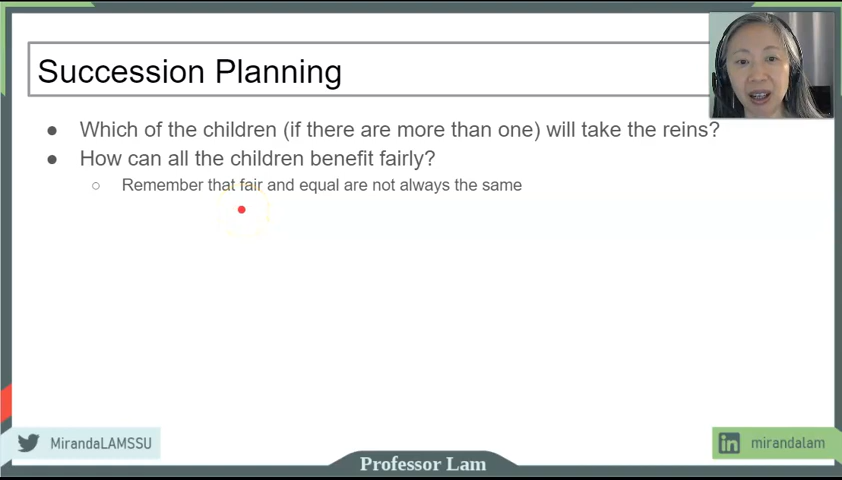 Succession Planning
● Which of the children (if there are more than one) will take the reins?
● How can all the children benefit fairly?
○ Remember that fair and equal are not always the same
MirandaLAMSSU
in mirandalam
Professor Lam